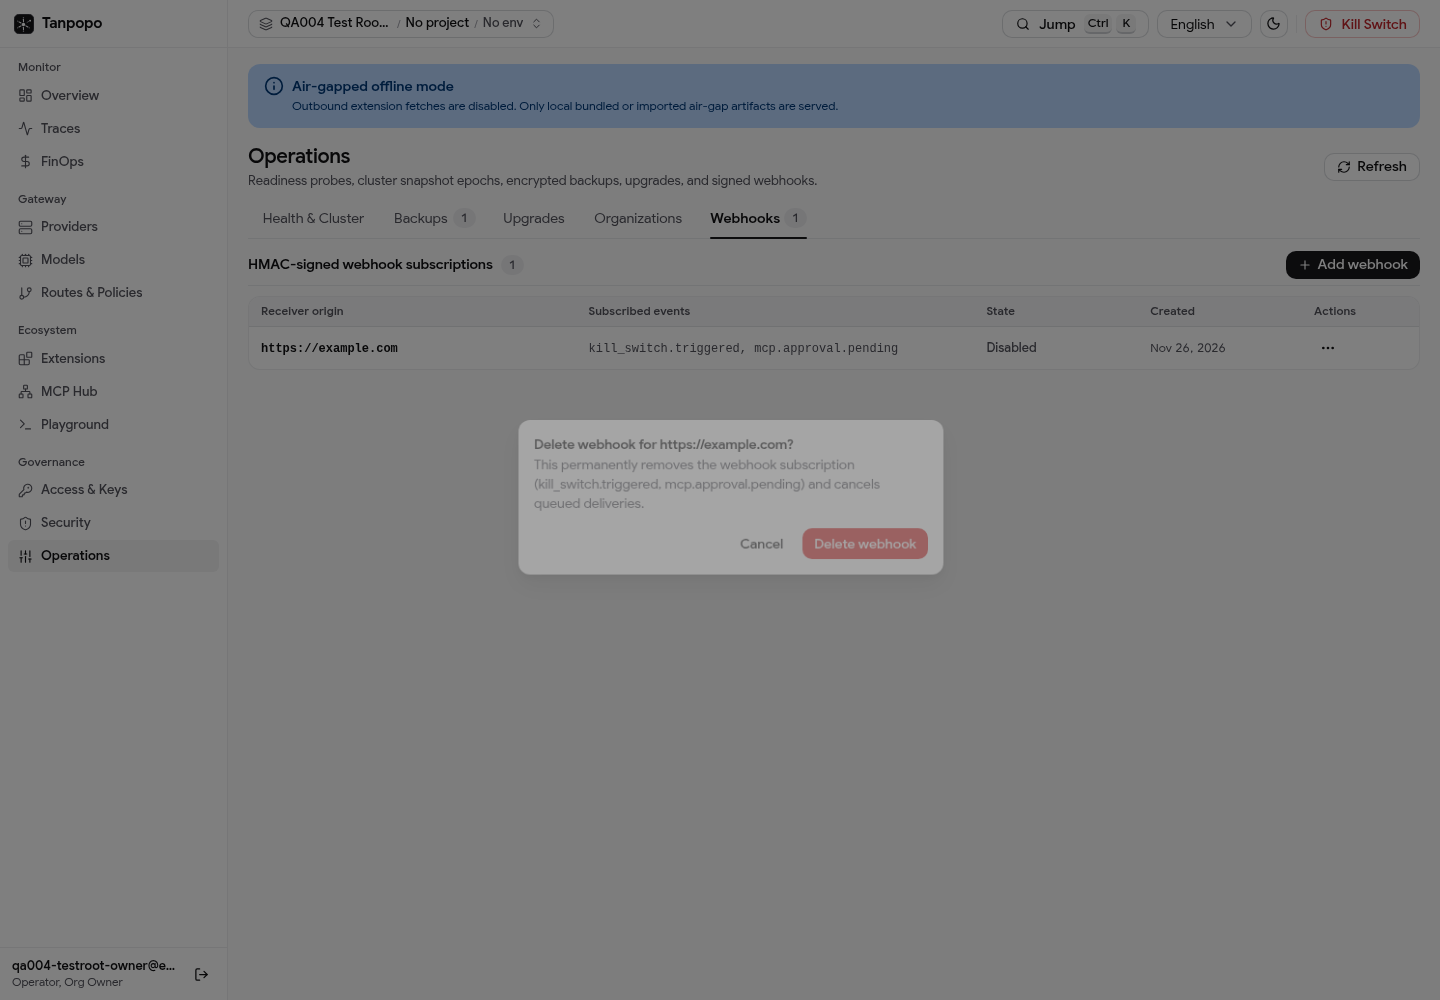 Tanpopo
QA004 Test Roo... / No project / No env
Jump Ctrl K
English
Kill Switch
Monitor
Overview
Traces
FinOps
Gateway
Providers
Models
Routes & Policies
Ecosystem
Extensions
MCP Hub
Playground
Governance
Access & Keys
Security
Operations
qa004-testroot-owner@e...
Operator, Org Owner
Air-gapped offline mode
Outbound extension fetches are disabled. Only local bundled or imported air-gap artifacts are served.
Operations
Readiness probes, cluster snapshot epochs, encrypted backups, upgrades, and signed webhooks.
Refresh
Health & Cluster Backups 1 Upgrades Organizations Webhooks 1
HMAC-signed webhook subscriptions 1
Add webhook
Receiver origin Subscribed events State Created Actions
https://example.com kill_switch.triggered, mcp.approval.pending Disabled Nov 26, 2026
Delete webhook for https://example.com?
This permanently removes the webhook subscription
(kill_switch.triggered, mcp.approval.pending) and cancels
queued deliveries.
Cancel Delete webhook